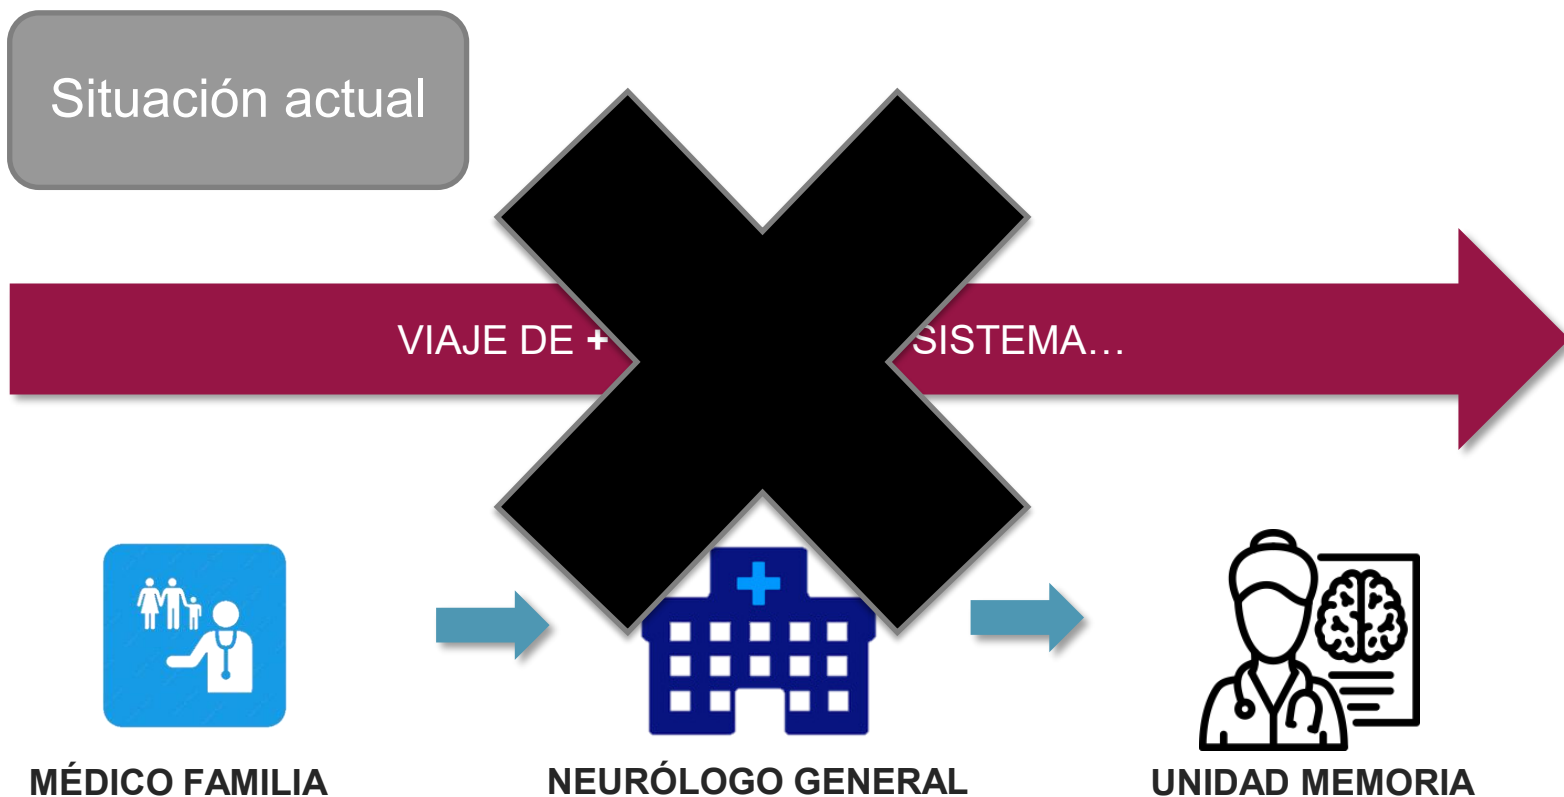 Situación actual
VIAJE DE + SISTEMA…
MÉDICO FAMILIA
NEURÓLOGO GENERAL
UNIDAD MEMORIA